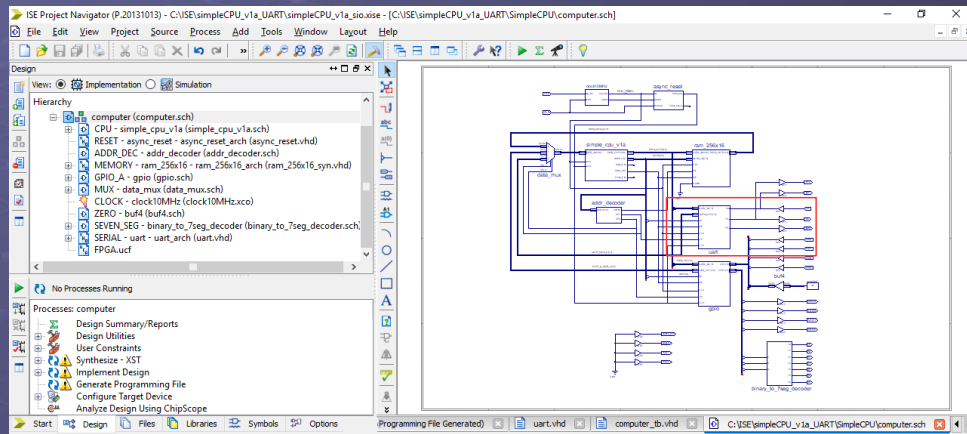 ISE Project Navigator (P.20131013) - C:\ISE\simpleCPU_v1a_UART\simpleCPU_v1a_sio.xise - [C:\ISE\simpleCPU_v1a_UART\SimpleCPU\computer.sch]
File Edit View Project Source Process Add Tools Window Layout Help
Design
View: Implementation Simulation
Hierarchy
computer (computer.sch)
CPU - simple_cpu_v1a (simple_cpu_v1a.sch)
RESET - async_reset - async_reset_arch (async_reset.vhd)
ADDR_DEC - addr_decoder (addr_decoder.sch)
MEMORY - ram_256x16 - ram_256x16_arch (ram_256x16_syn.vhd)
GPIO_A - gpio (gpio.sch)
MUX - data_mux (data_mux.sch)
CLOCK - clock10MHz (clock10MHz.xco)
ZERO - buf4 (buf4.sch)
SEVEN_SEG - binary_to_7seg_decoder (binary_to_7seg_decoder.sch)
SERIAL - uart - uart_arch (uart.vhd)
FPGA.ucf
No Processes Running
Processes: computer
Design Summary/Reports
Design Utilities
User Constraints
Synthesize - XST
Implement Design
Generate Programming File
Configure Target Device
Analyze Design Using ChipScope
async_reset
simple_cpu_v1a
ram_256x16
data_mux
addr_decoder
uart
buf4
gpio
binary_to_7seg_decoder
Start Design Files Libraries Symbols Options
Programming File Generated) uart.vhd computer_tb.vhd C:\ISE\simpleCPU_v1a_UART\SimpleCPU\computer.sch